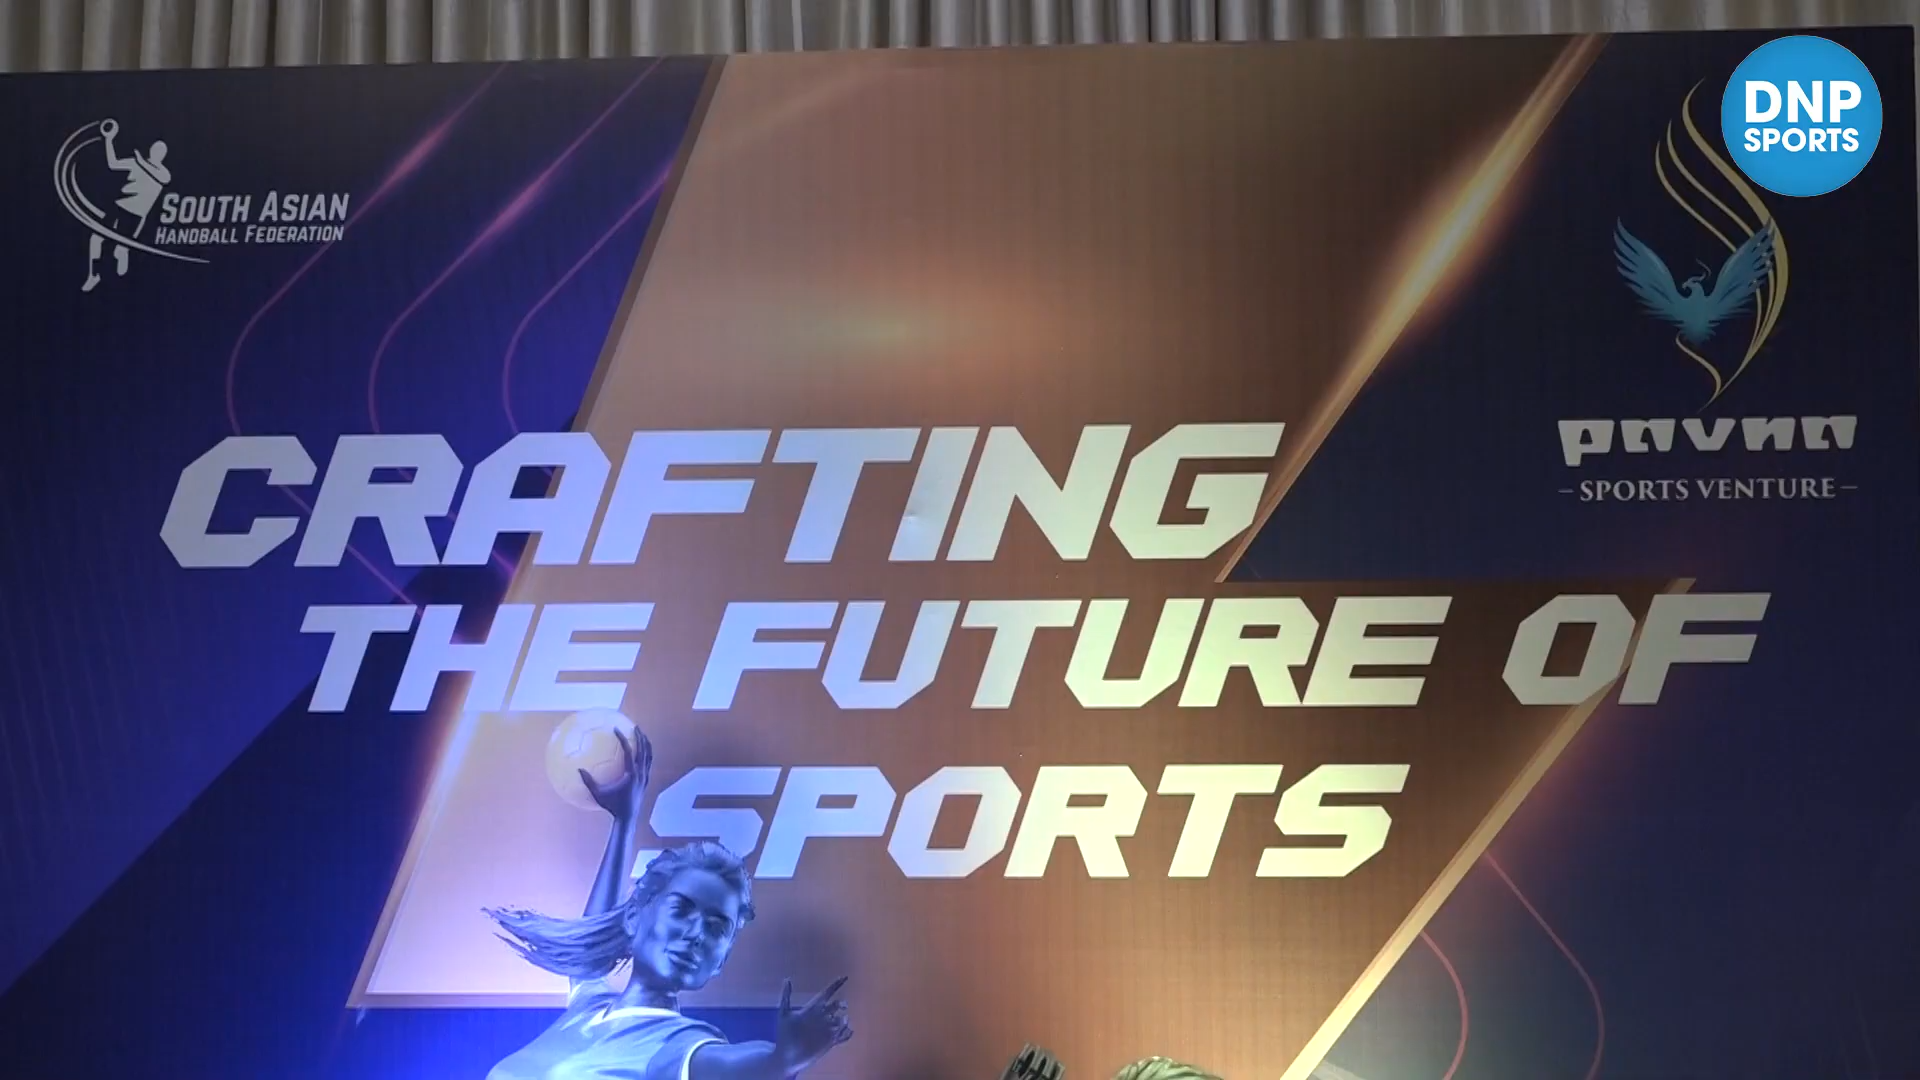 DNP
SPORTS
SOUTH ASIAN
HANDBALL FEDERATION
pavna
- SPORTS VENTURE -
CRAFTING
THE FUTURE OF
SPORTS